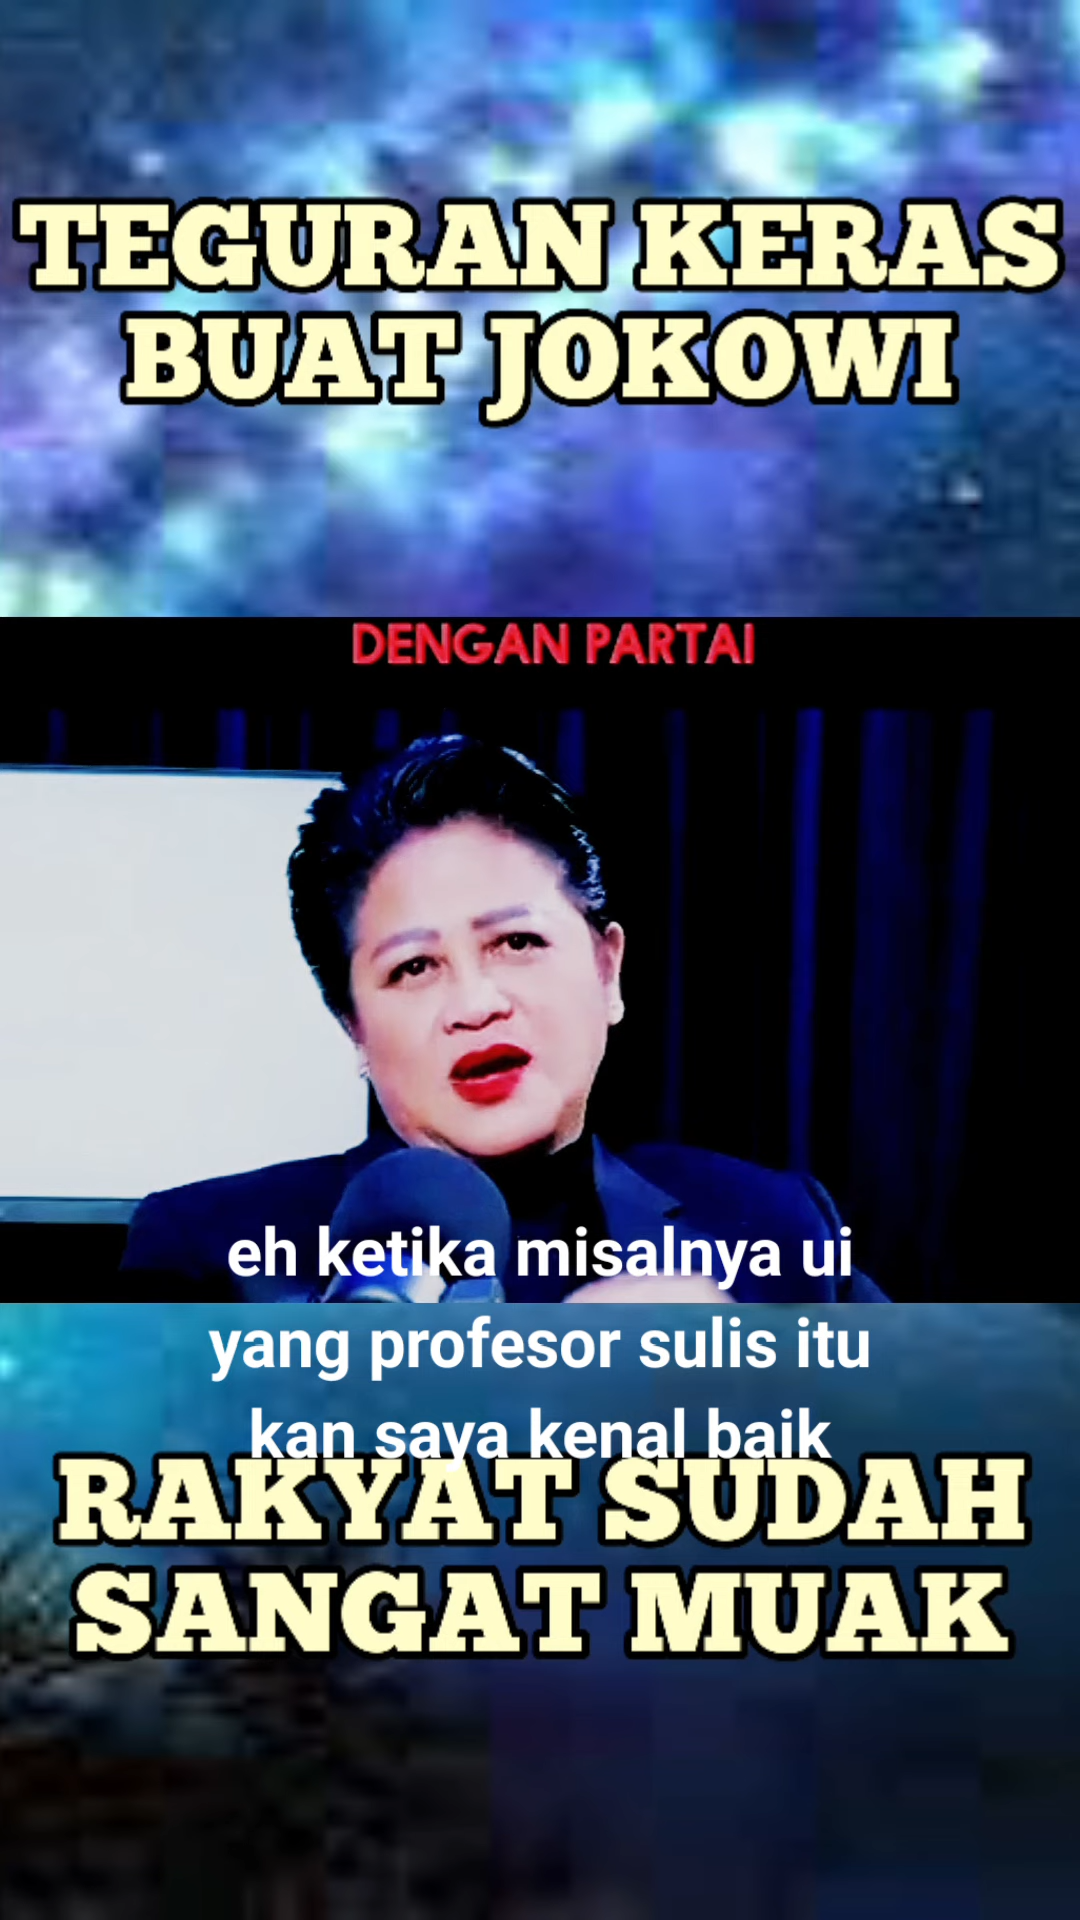 TEGURAN KERAS
BUAT JOKOWI
DENGAN PARTAI
eh ketika misalnya ui
yang profesor sulis itu
kan saya kenal baik
RAKYAT SUDAH
SANGAT MUAK